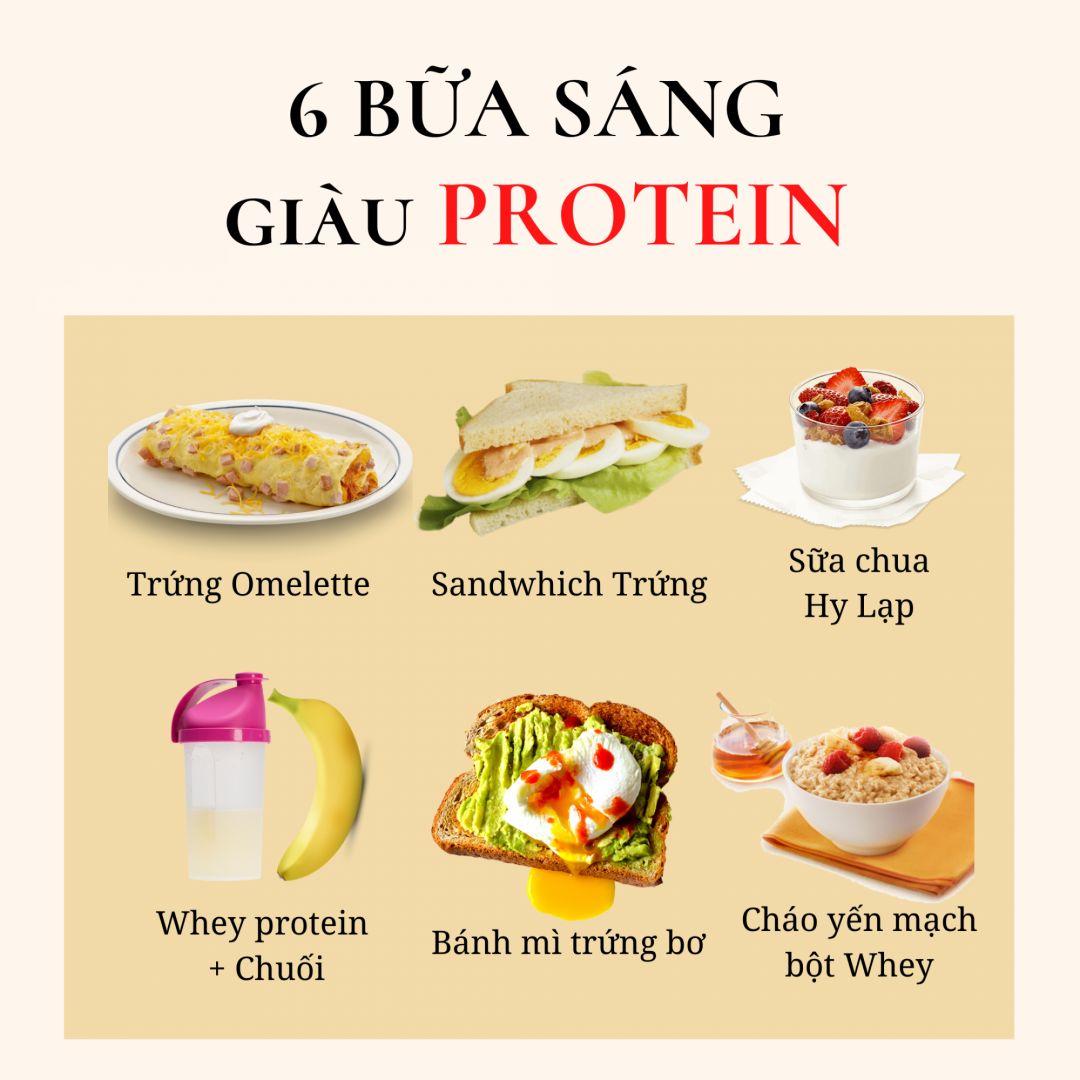 6 BỮA SÁNG
GIÀU PROTEIN
Trứng Omelette
Sandwhich Trứng
Sữa chua
Hy Lạp
Whey protein
+ Chuối
Bánh mì trứng bơ
Cháo yến mạch
bột Whey